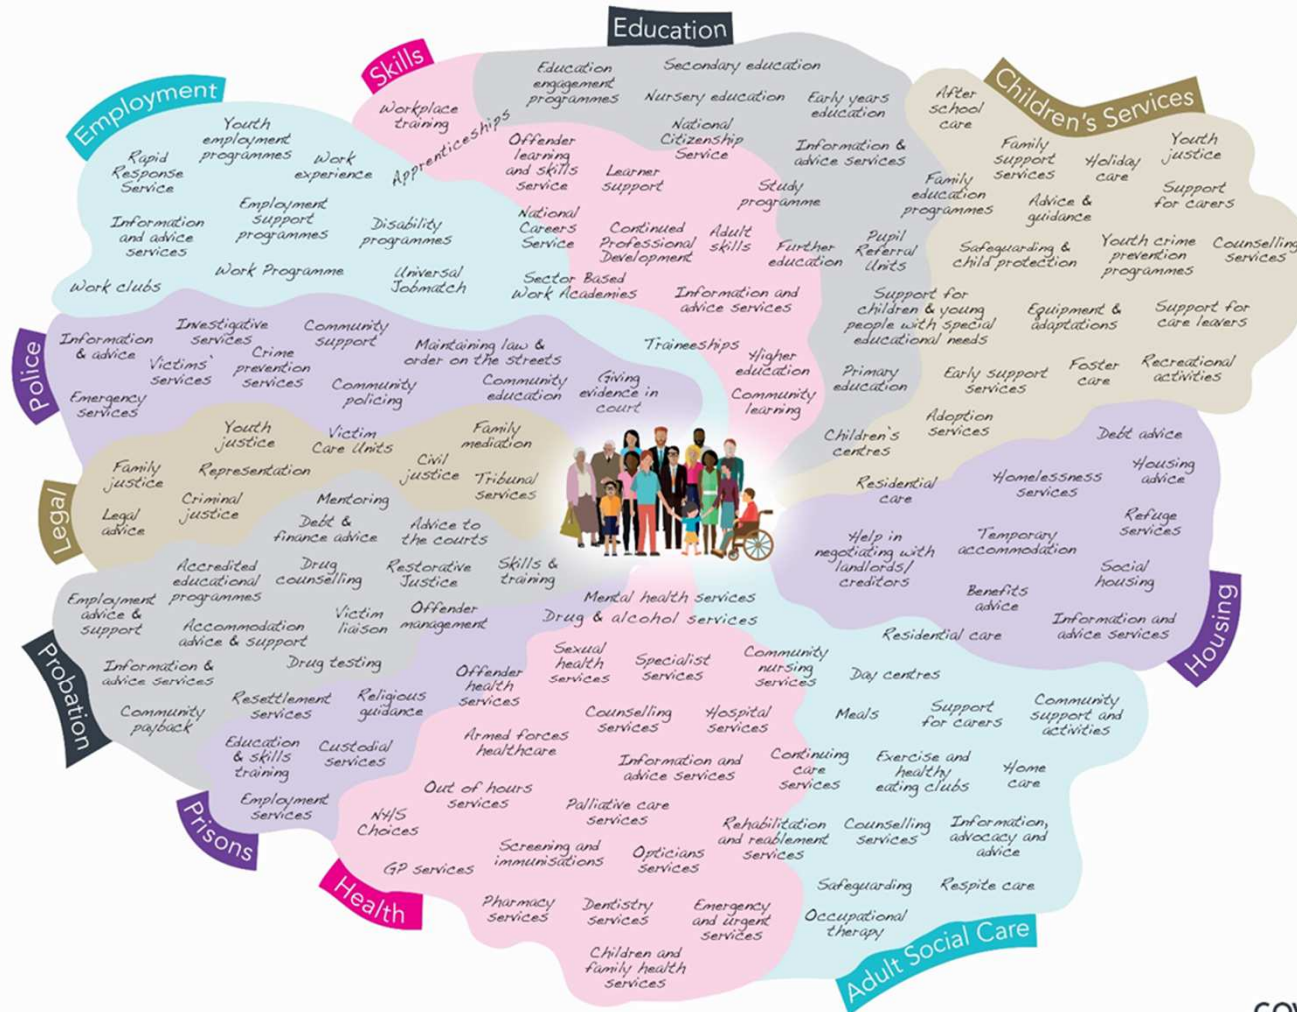 Education
Education
engagement
programmes
Secondary education
Nursery education
Early years
education
National
Citizenship
Service
Information &
advice services
Family
education
programmes
Pupil
Referral
Units
Support for
children & young
people with special
educational needs
Primary
education
Children's
centres
Study
programme
Further
education
Skills
Workplace
training
Apprenticeships
Offender
learning
and skills
service
Learner
support
National
Careers
Service
Continued
Professional
Development
Adult
skills
Sector Based
Work Academies
Information and
advice services
Traineeships
Higher
education
Community
learning
Employment
Youth
employment
programmes
Rapid
Response
Service
Work
experience
Information
and advice
services
Employment
support
programmes
Disability
programmes
Work Programme
Universal
Jobmatch
Work clubs
Children's Services
After
school
care
Family
support
services
Holiday
care
Youth
justice
Advice &
guidance
Support
for carers
Safeguarding &
child protection
Youth crime
prevention
programmes
Counselling
services
Equipment &
adaptations
Support for
care leavers
Early support
services
Foster
care
Recreational
activities
Adoption
services
Residential
care
Police
Information
& advice
Investigative
services
Community
support
Victims'
services
Crime
prevention
services
Maintaining law &
order on the streets
Emergency
services
Community
policing
Community
education
Giving
evidence in
court
Legal
Youth
justice
Victim
Care Units
Family
mediation
Family
justice
Representation
Civil
justice
Tribunal
services
Legal
advice
Criminal
justice
Mentoring
Debt &
finance advice
Advice to
the courts
Probation
Accredited
educational
programmes
Drug
counselling
Restorative
Justice
Skills &
training
Employment
advice &
support
Accommodation
advice & support
Victim
liaison
Offender
management
Information &
advice services
Drug testing
Community
payback
Resettlement
services
Religious
guidance
Offender
health
services
Prisons
Education
& skills
training
Custodial
services
Employment
services
Housing
Debt advice
Homelessness
services
Housing
advice
Refuge
services
Help in
negotiating with
landlords/
creditors
Temporary
accommodation
Social
housing
Benefits
advice
Information and
advice services
Residential care
Health
Mental health services
Drug & alcohol services
Sexual
health
services
Specialist
services
Community
nursing
services
Counselling
services
Hospital
services
Armed forces
healthcare
Information and
advice services
Continuing
care
services
Out of hours
services
Palliative care
services
NHS
Choices
Rehabilitation
and reablement
services
GP services
Screening and
immunisations
Opticians
services
Pharmacy
services
Dentistry
services
Emergency
and urgent
services
Children and
family health
services
Adult Social Care
Day centres
Meals
Support
for carers
Community
support and
activities
Exercise and
healthy
eating clubs
Home
care
Counselling
services
Information,
advocacy and
advice
Safeguarding
Respite care
Occupational
therapy